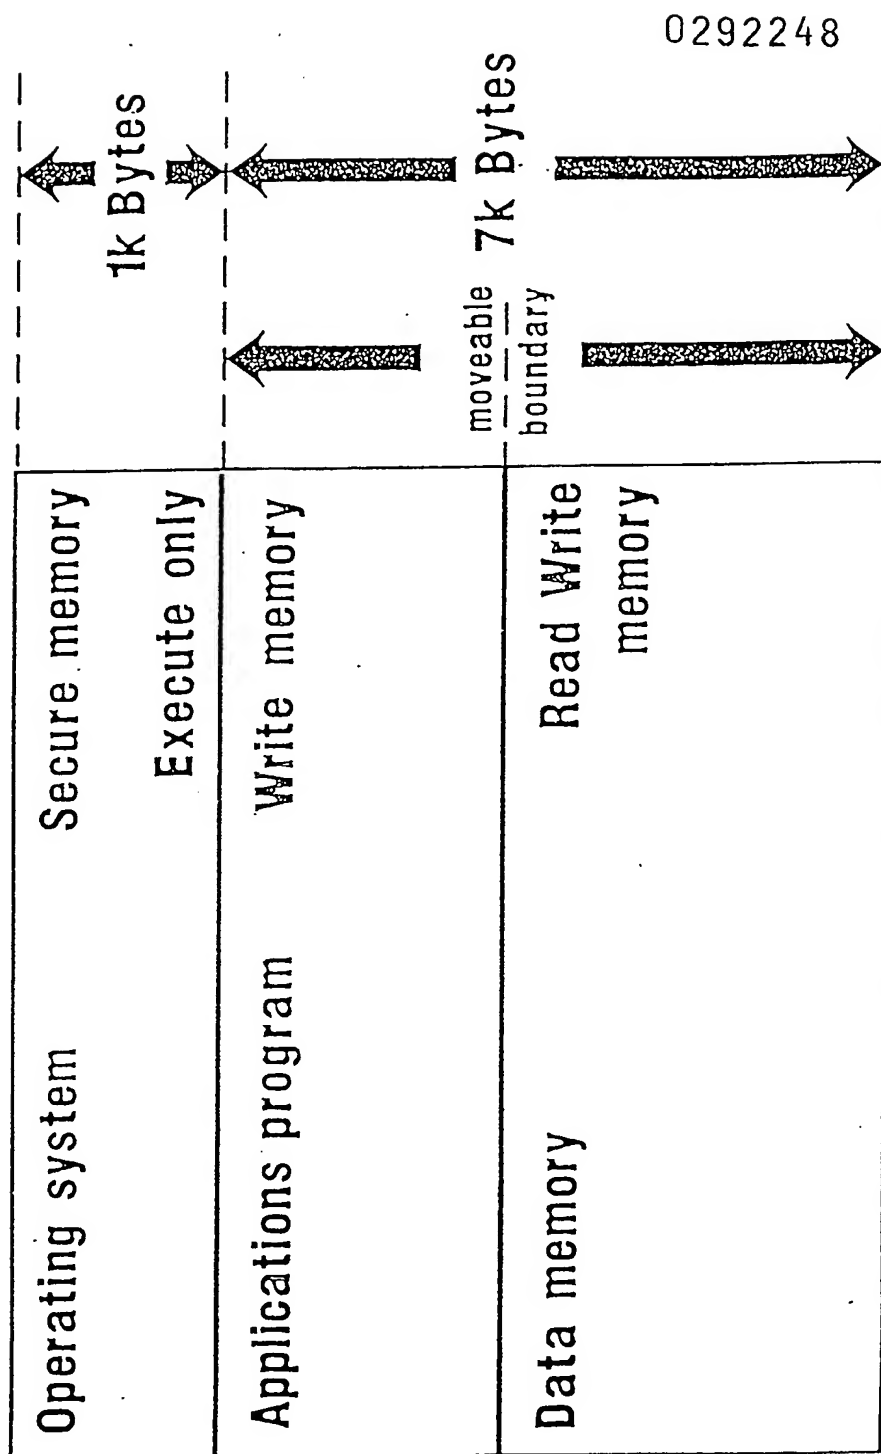 0292248
Operating system
Secure memory
Execute only
1k Bytes
Applications program
Write memory
moveable
boundary
7k Bytes
Data memory
Read Write
memory